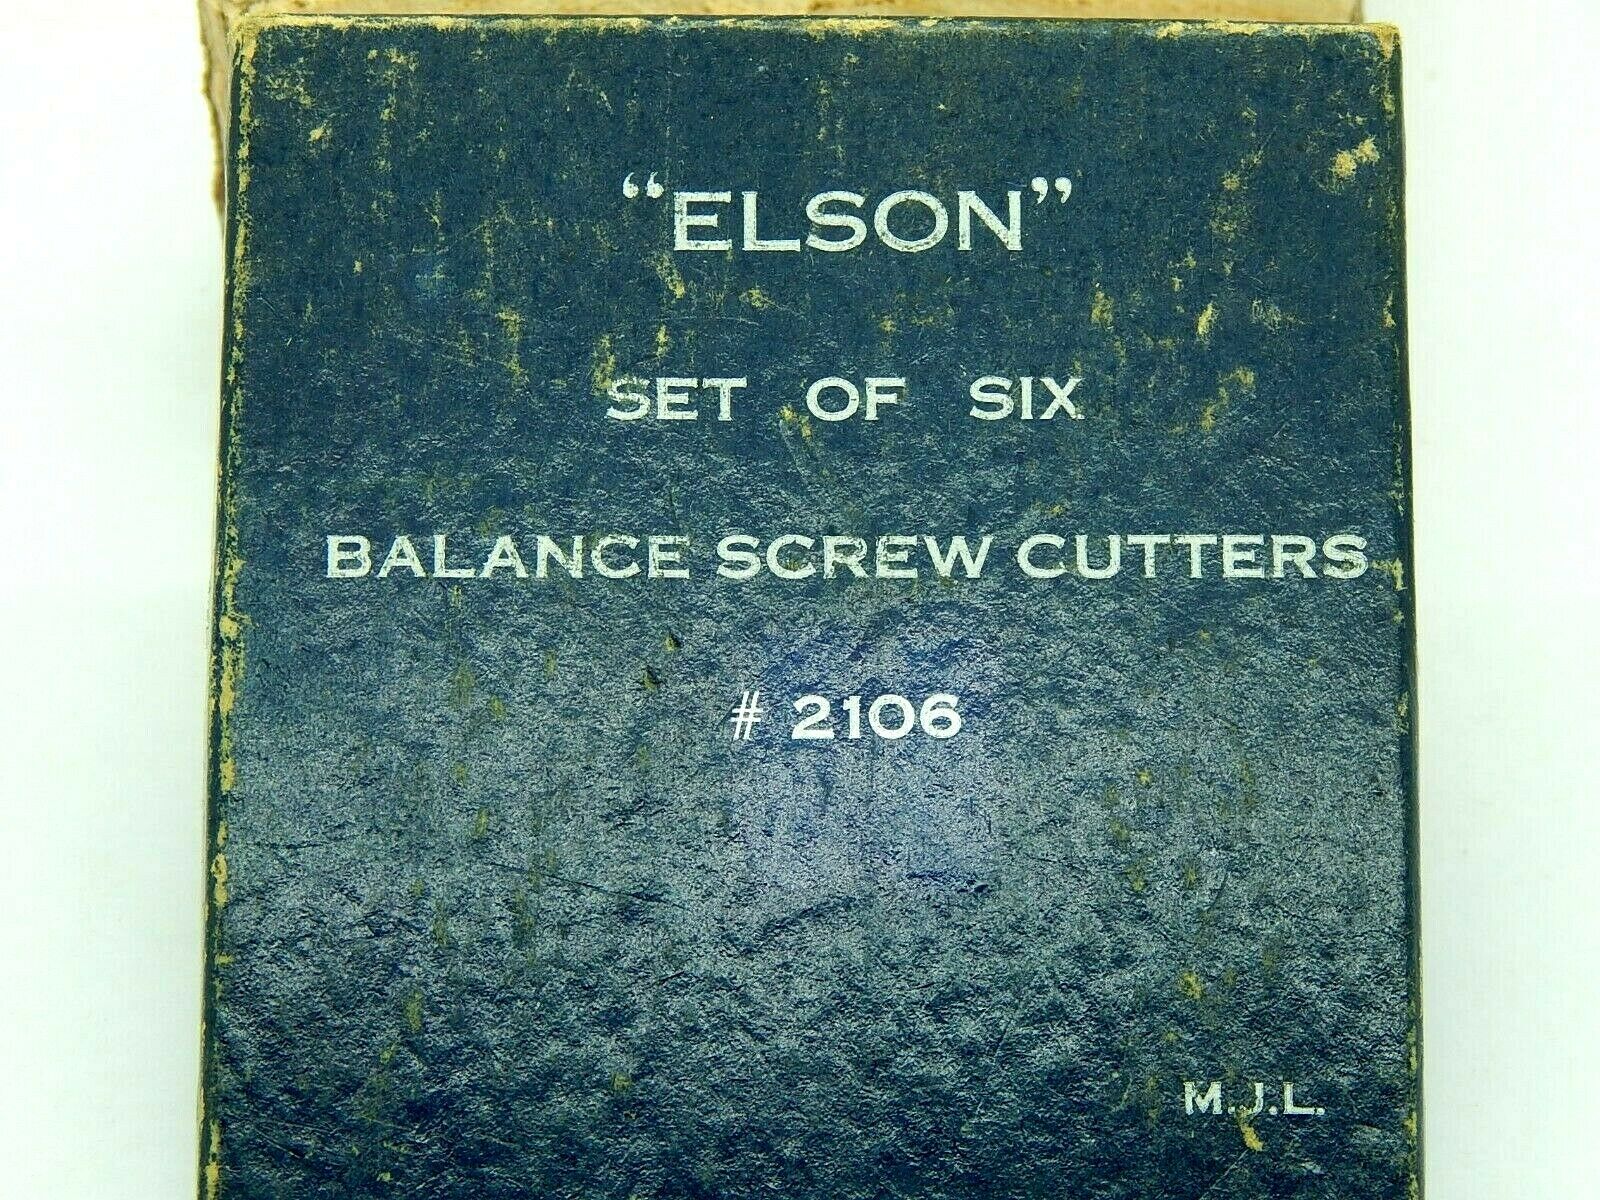 “ELSON”
SET OF SIX
BALANCE SCREW CUTTERS
# 2106
M.J.L.